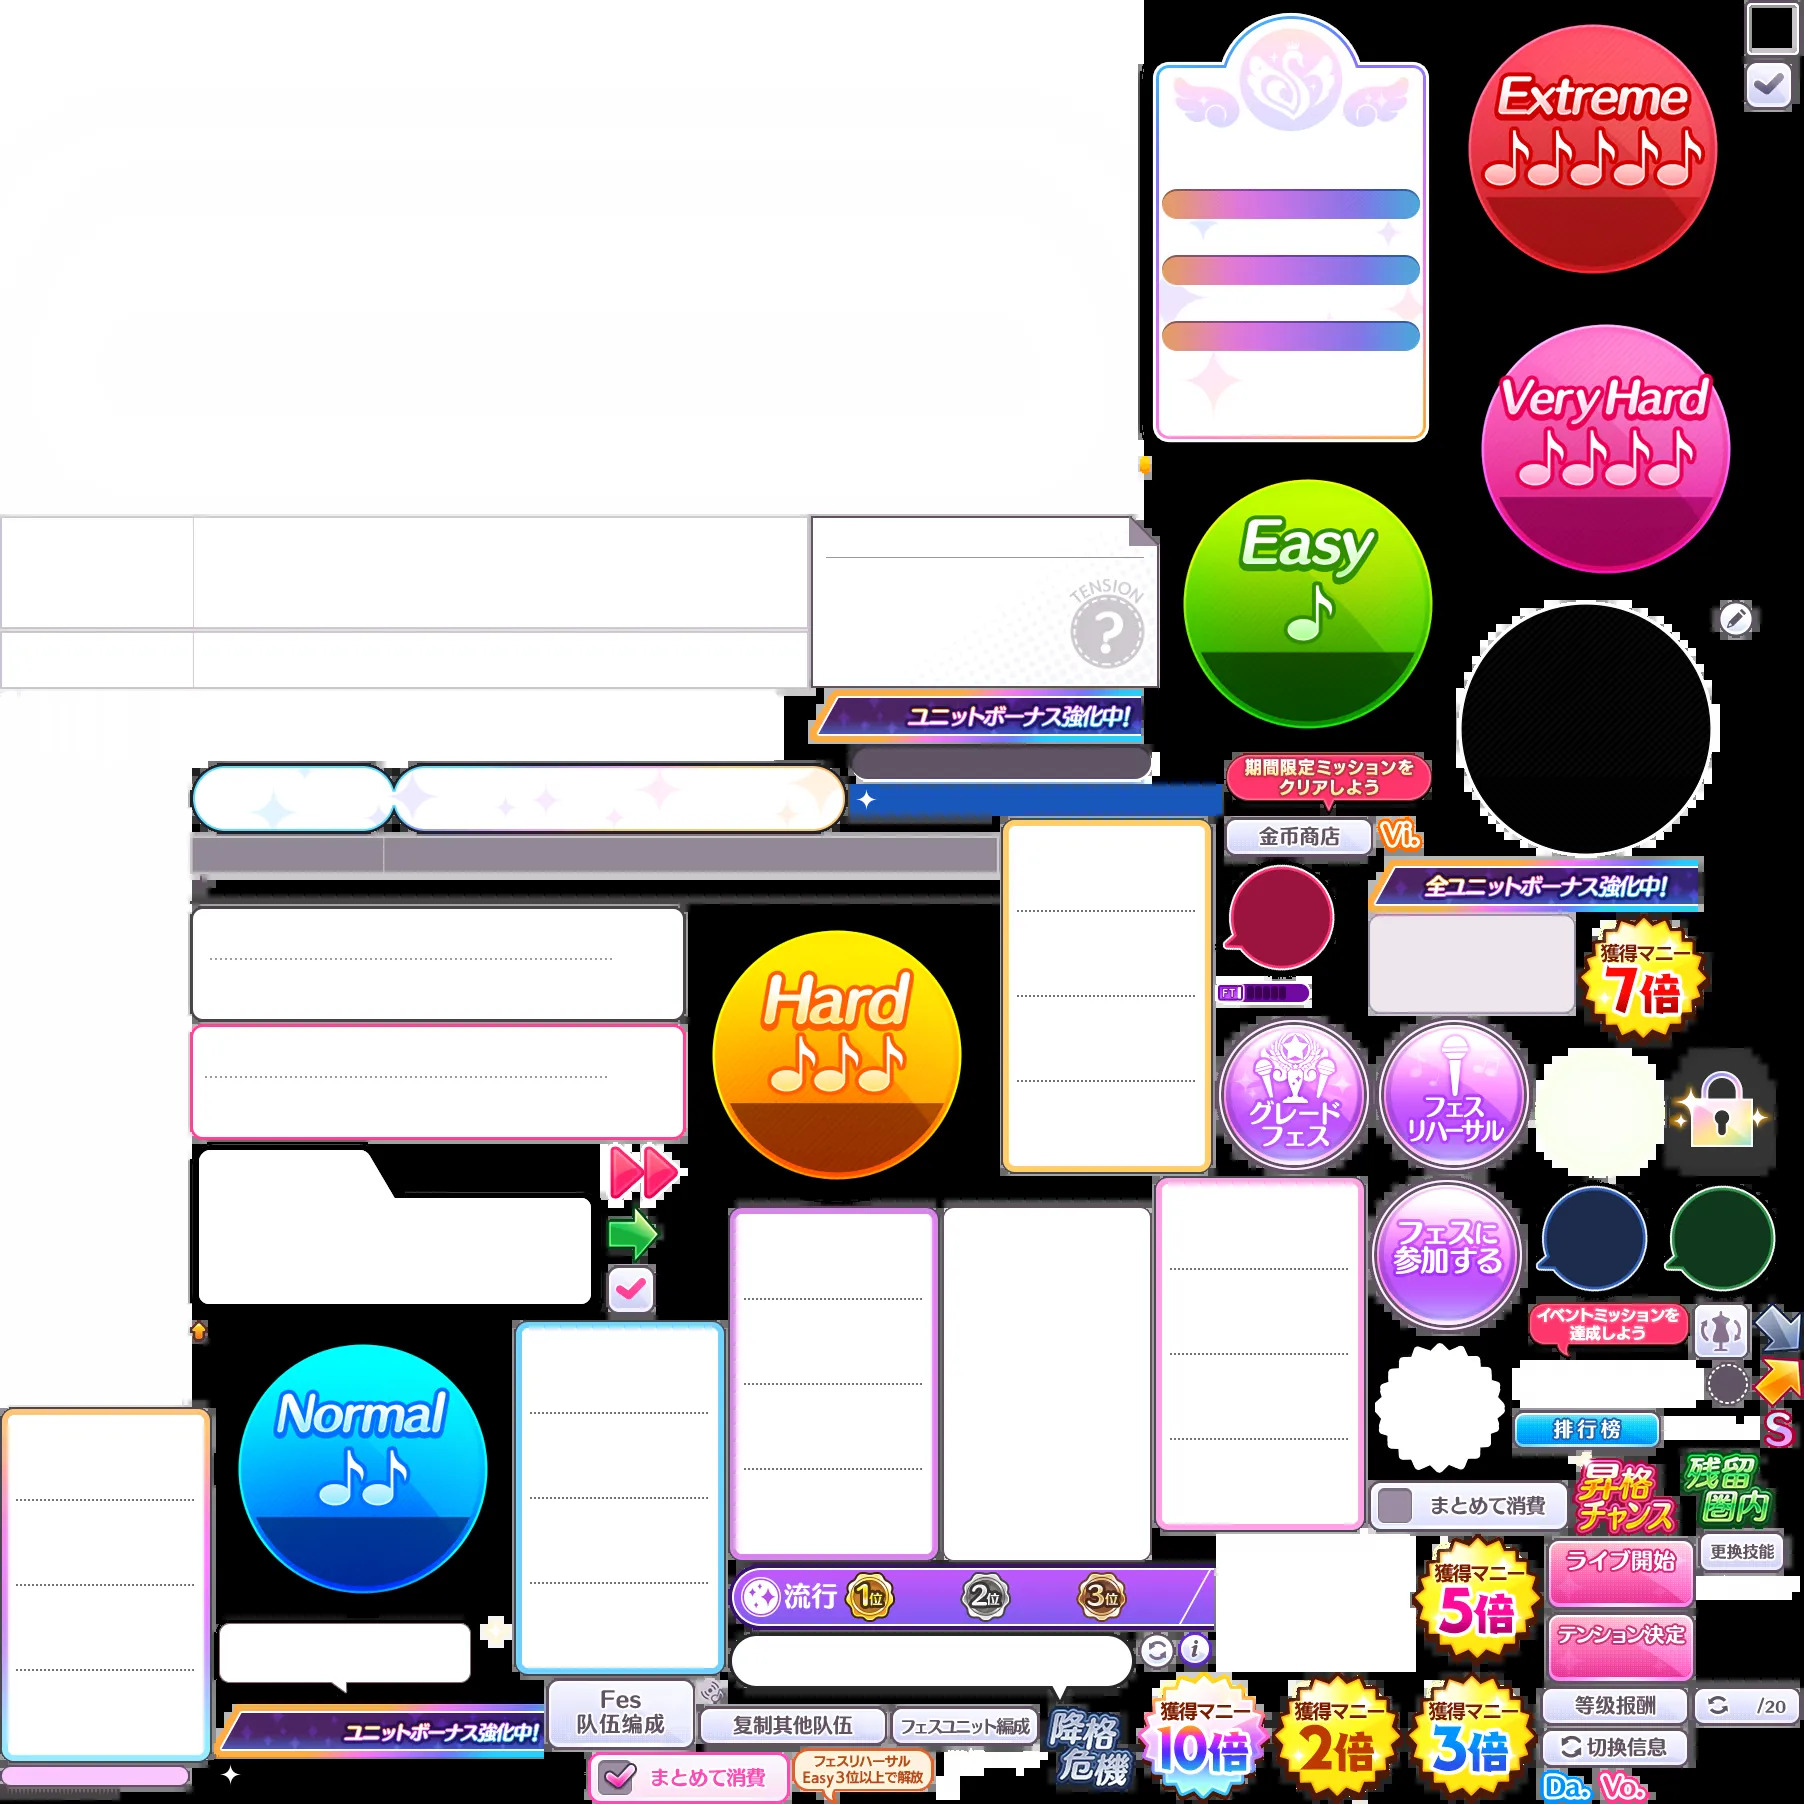 Extreme
Very Hard
TENSION
?
Easy
ユニットボーナス強化中!
期間限定ミッションを
クリアしよう
金币商店
Vi.
全ユニットボーナス強化中!
獲得マニー
7倍
FT
Hard
グレード
フェス
フェス
リハーサル
フェスに
参加する
イベントミッションを
達成しよう
Normal
排行榜
S
まとめて消費
昇格
チャンス
残留
圏内
流行
1位
2位
3位
獲得マニー
5倍
ライブ開始
更换技能
テンション決定
i
Fes
队伍编成
复制其他队伍
フェスユニット編成
降格
危機
獲得マニー
10倍
獲得マニー
2倍
獲得マニー
3倍
等级报酬
/20
ユニットボーナス強化中!
切换信息
まとめて消費
フェスリハーサル
Easy3位以上で解放
Da.
Vo.